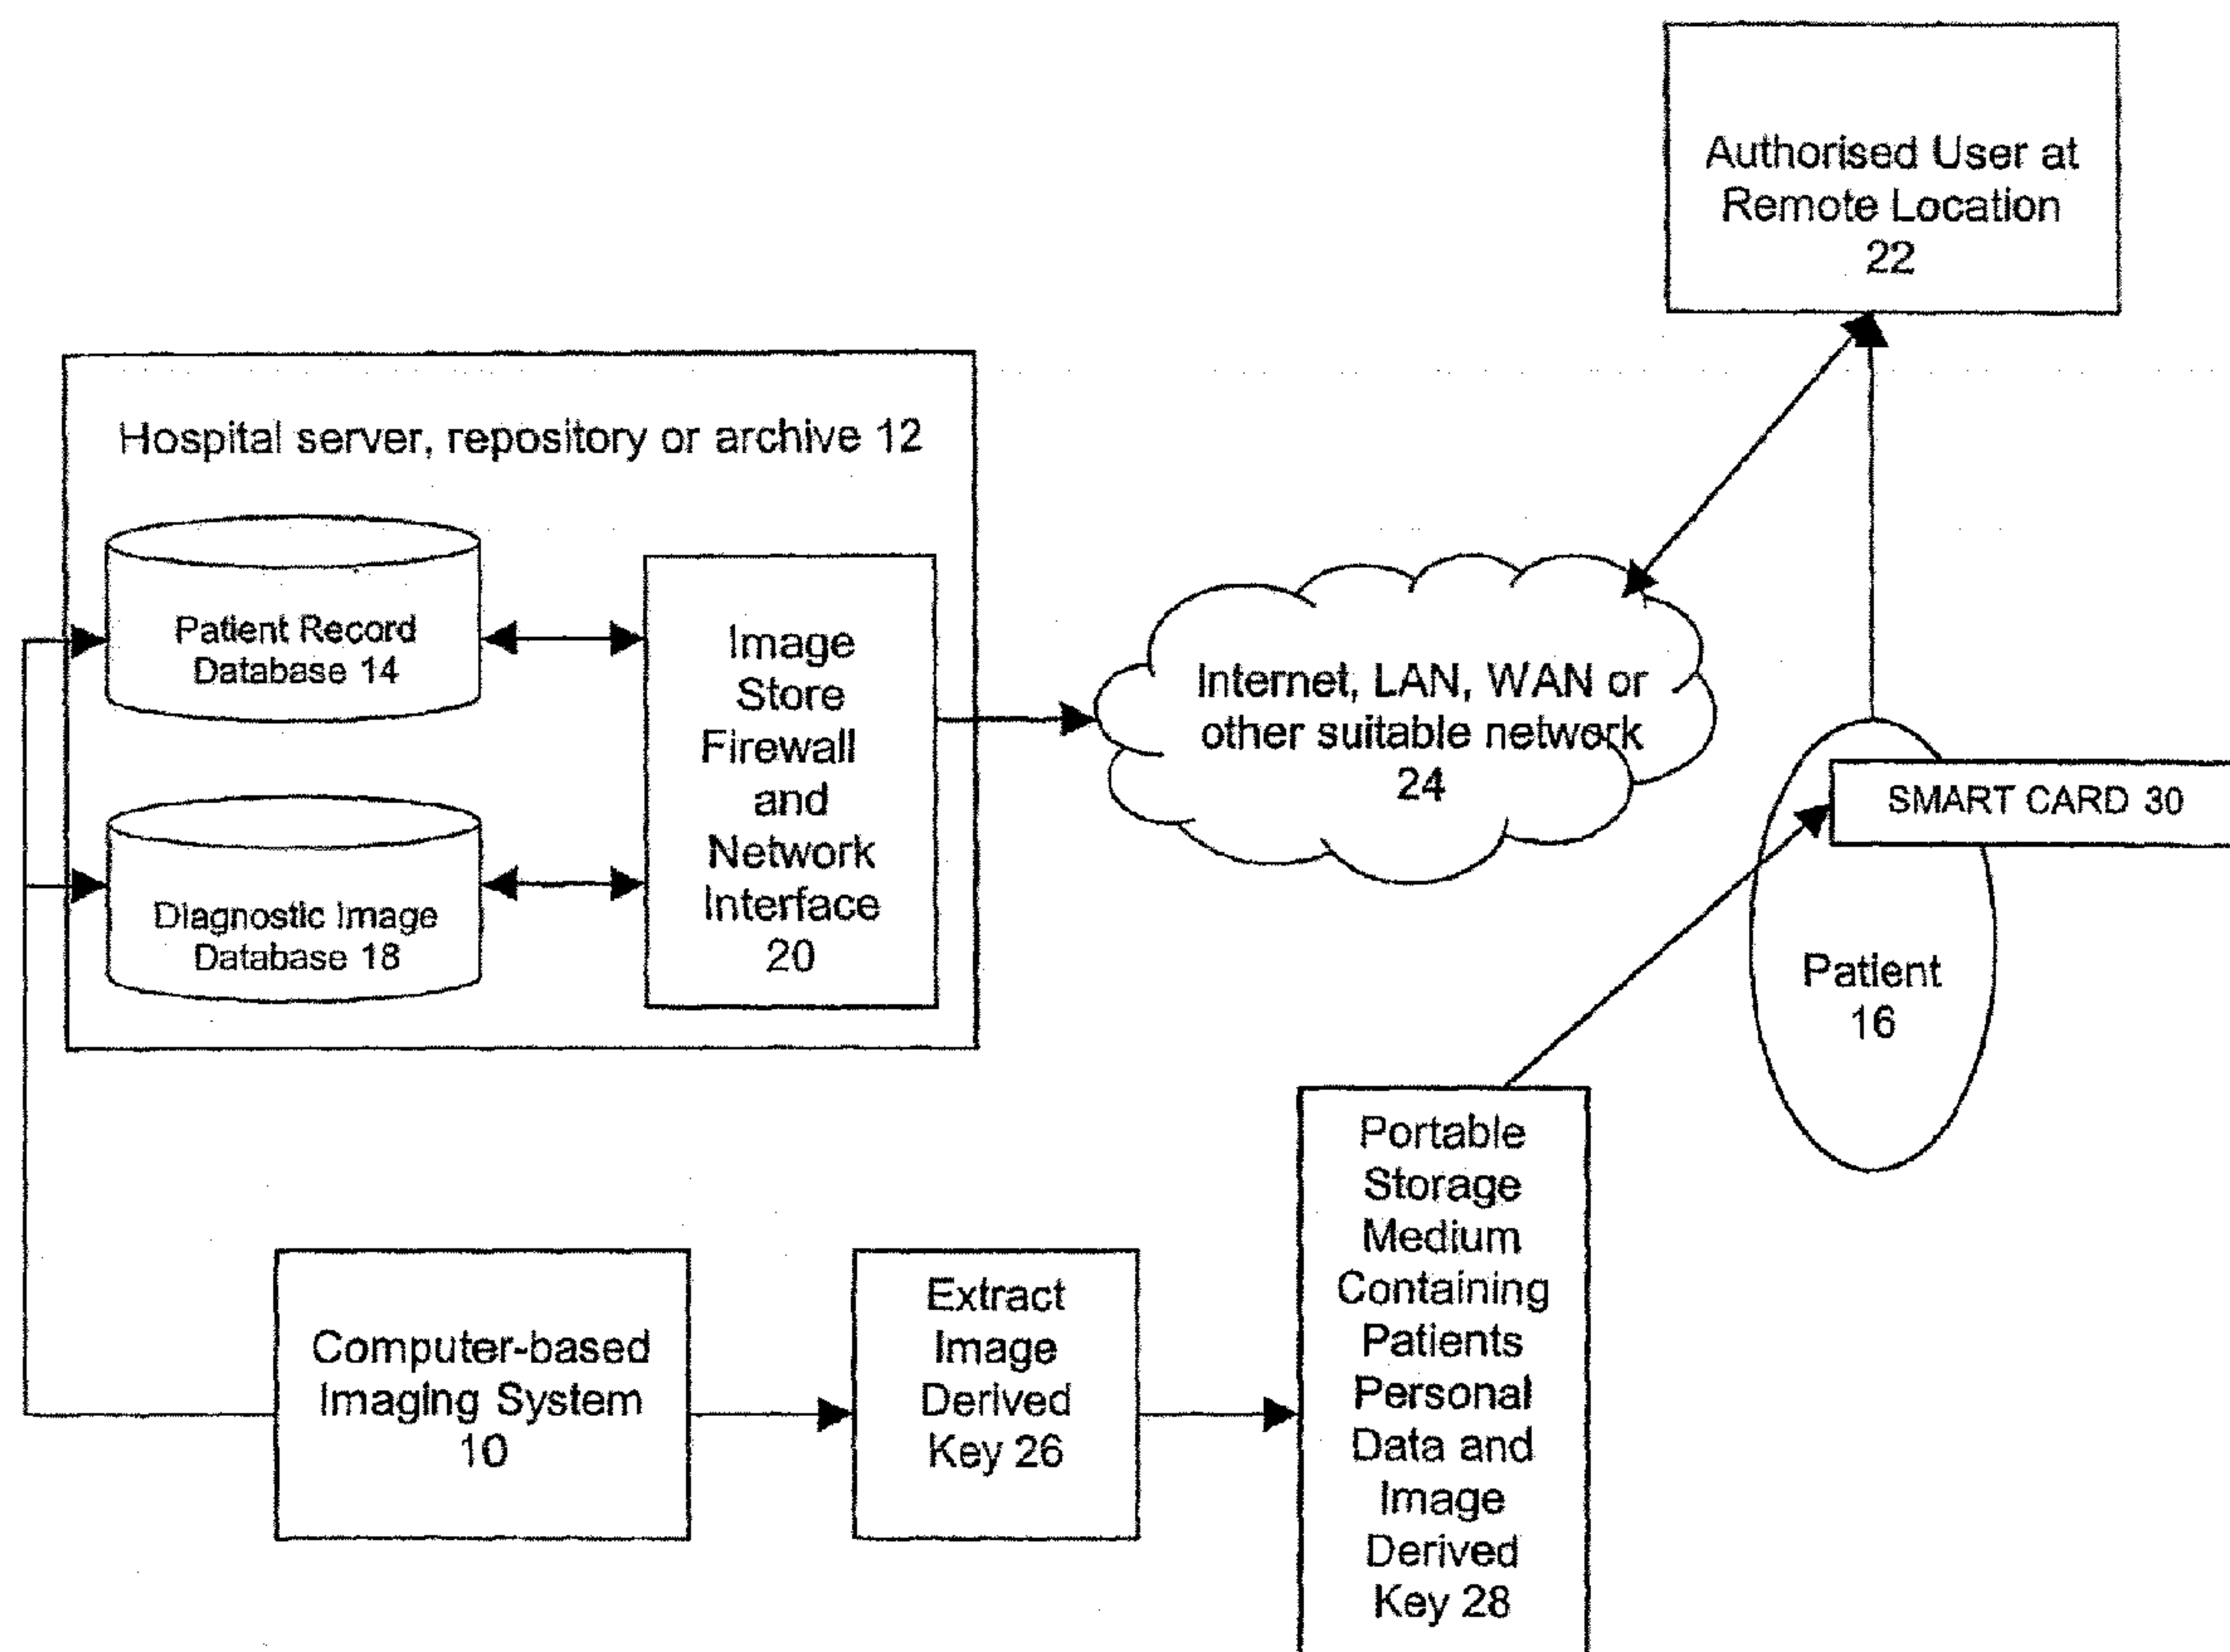 Authorised User at
Remote Location
22
Hospital server, repository or archive 12
Patient Record
Database 14
Diagnostic Image
Database 18
Image
Store
Firewall
and
Network
Interface
20
Internet, LAN, WAN or
other suitable network
24
SMART CARD 30
Patient
16
Computer-based
Imaging System
10
Extract
Image
Derived
Key 26
Portable
Storage
Medium
Containing
Patients
Personal
Data and
Image
Derived
Key 28